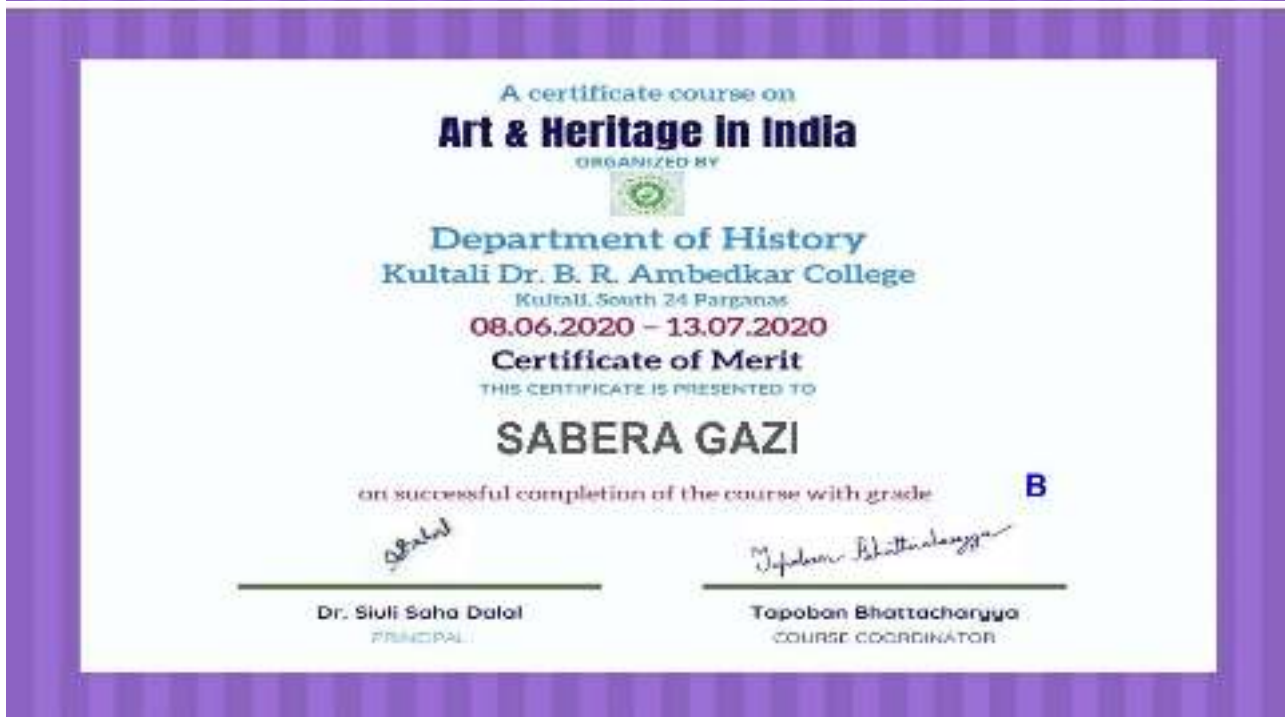 A certificate course on
Art & Heritage in India
ORGANIZED BY
Department of History
Kultali Dr. B. R. Ambedkar College
Kultali, South 24 Parganas
08.06.2020 – 13.07.2020
Certificate of Merit
THIS CERTIFICATE IS PRESENTED TO
SABERA GAZI
on successful completion of the course with grade B
Tapoban Bhattacharyya
Dr. Siuli Saha Dalal Tapoban Bhattacharyya
PRINCIPAL COURSE COORDINATOR